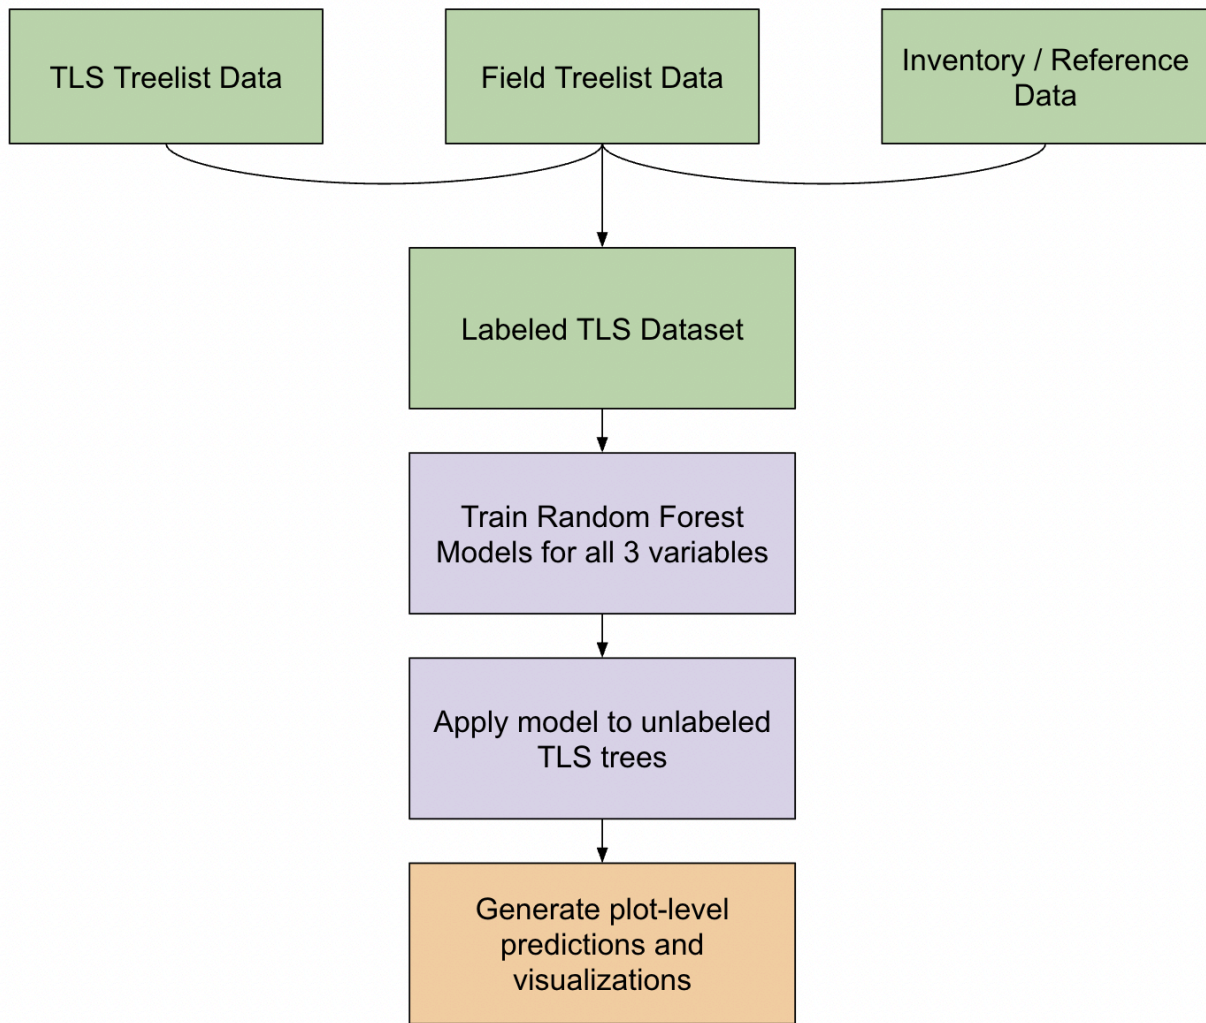 TLS Treelist Data
Field Treelist Data
Inventory / Reference
Data
Labeled TLS Dataset
Train Random Forest
Models for all 3 variables
Apply model to unlabeled
TLS trees
Generate plot-level
predictions and
visualizations